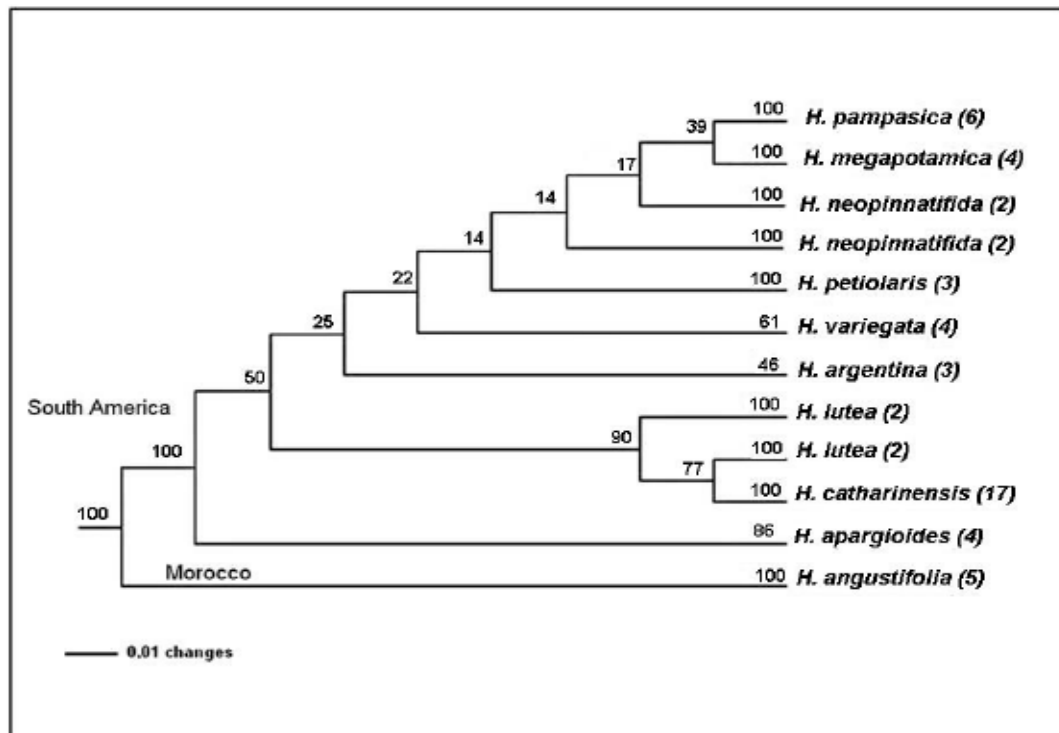 100 H. pampasica (6)
39
100 H. megapotamica (4)
17
100 H. neopinnatifida (2)
14
100 H. neopinnatifida (2)
14
100 H. petiolaris (3)
22
61 H. variegata (4)
25
46 H. argentina (3)
50
South America
100 H. lutea (2)
90
100 H. lutea (2)
77
100 H. catharinensis (17)
100
86 H. apargioides (4)
100
Morocco
100 H. angustifolia (5)
0.01 changes